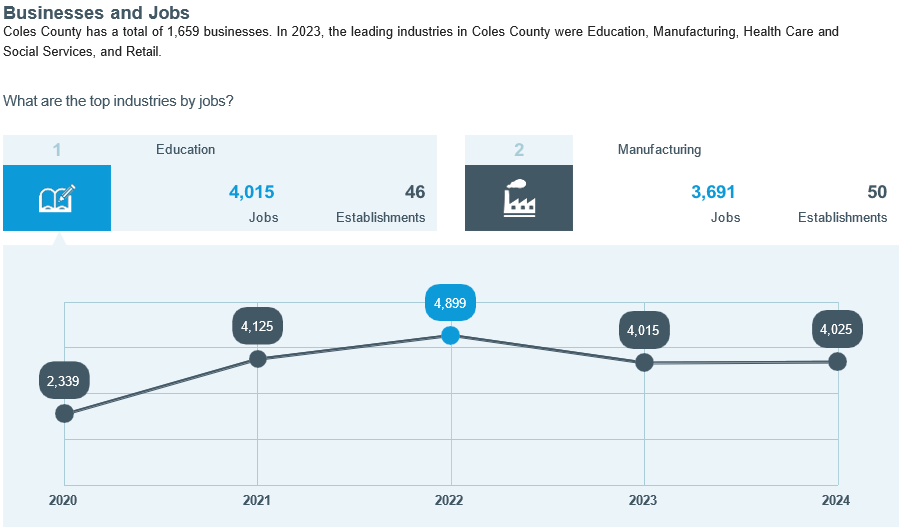 Businesses and Jobs
Coles County has a total of 1,659 businesses. In 2023, the leading industries in Coles County were Education, Manufacturing, Health Care and
Social Services, and Retail.
What are the top industries by jobs?
1
Education
4,015
46
Jobs
Establishments
2
Manufacturing
3,691
50
Jobs
Establishments
2,339
4,125
4,899
4,015
4,025
2020
2021
2022
2023
2024